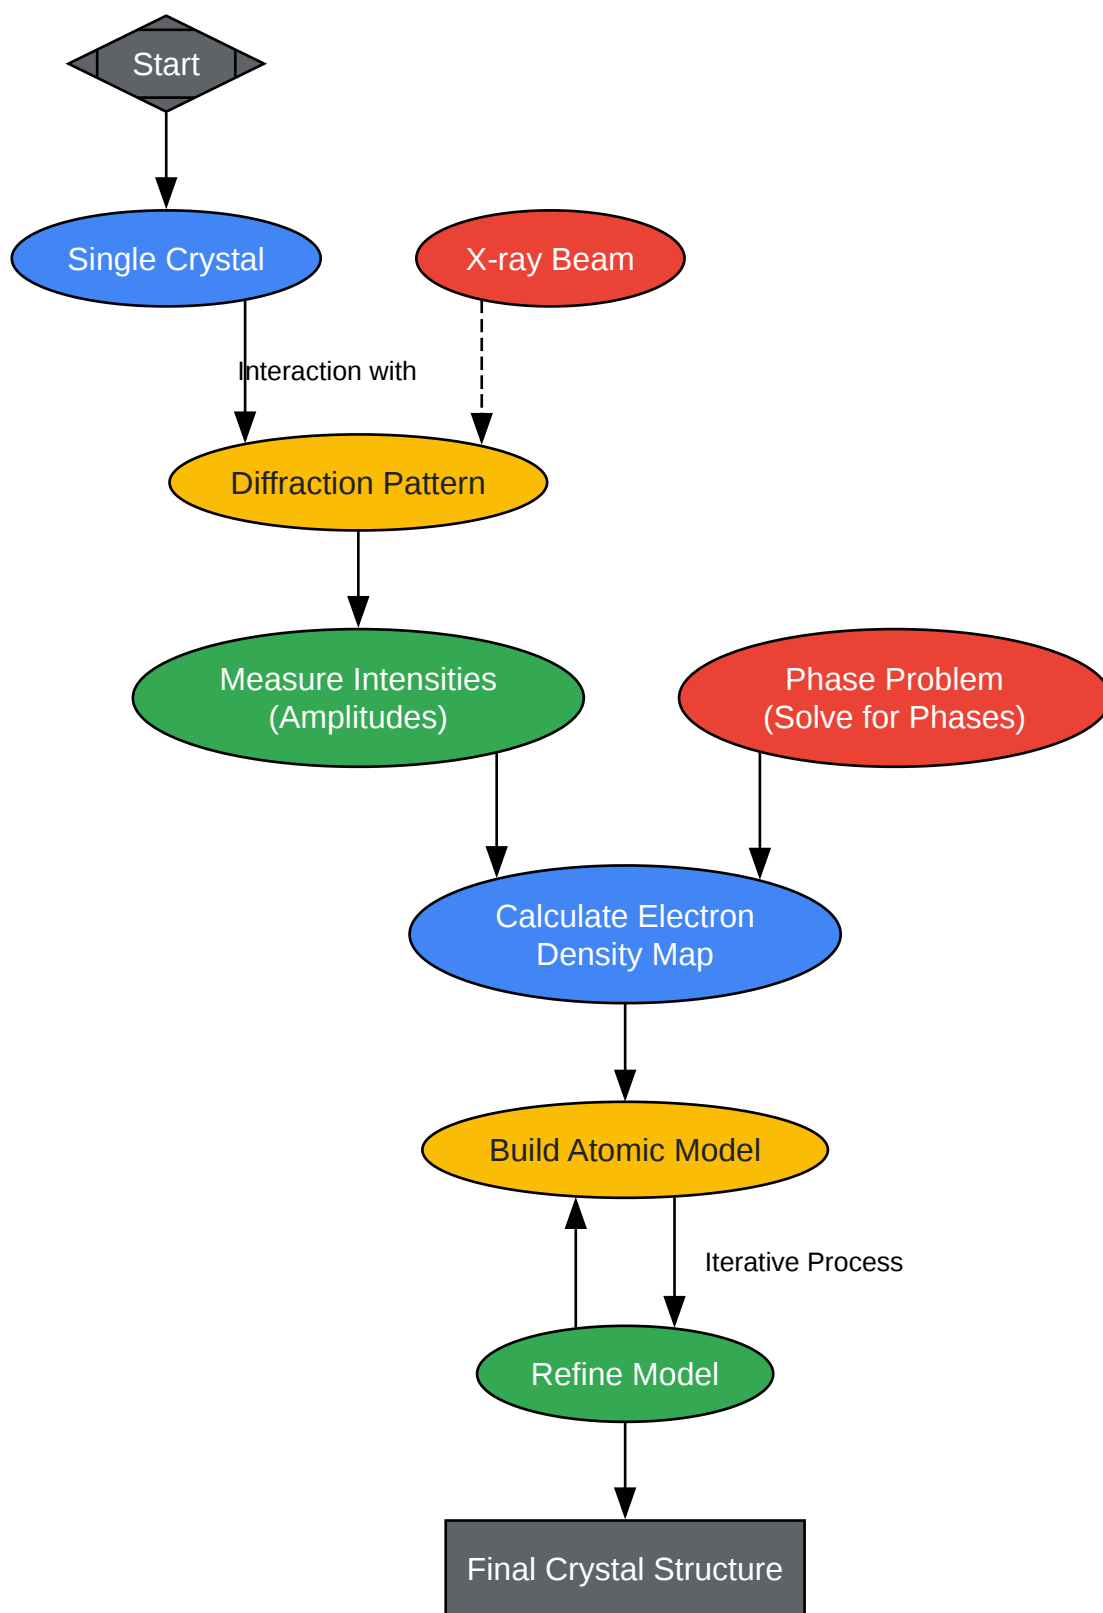 Start
Single Crystal
X-ray Beam
Interaction with
Diffraction Pattern
Measure Intensities
(Amplitudes)
Phase Problem
(Solve for Phases)
Calculate Electron
Density Map
Build Atomic Model
Iterative Process
Refine Model
Final Crystal Structure